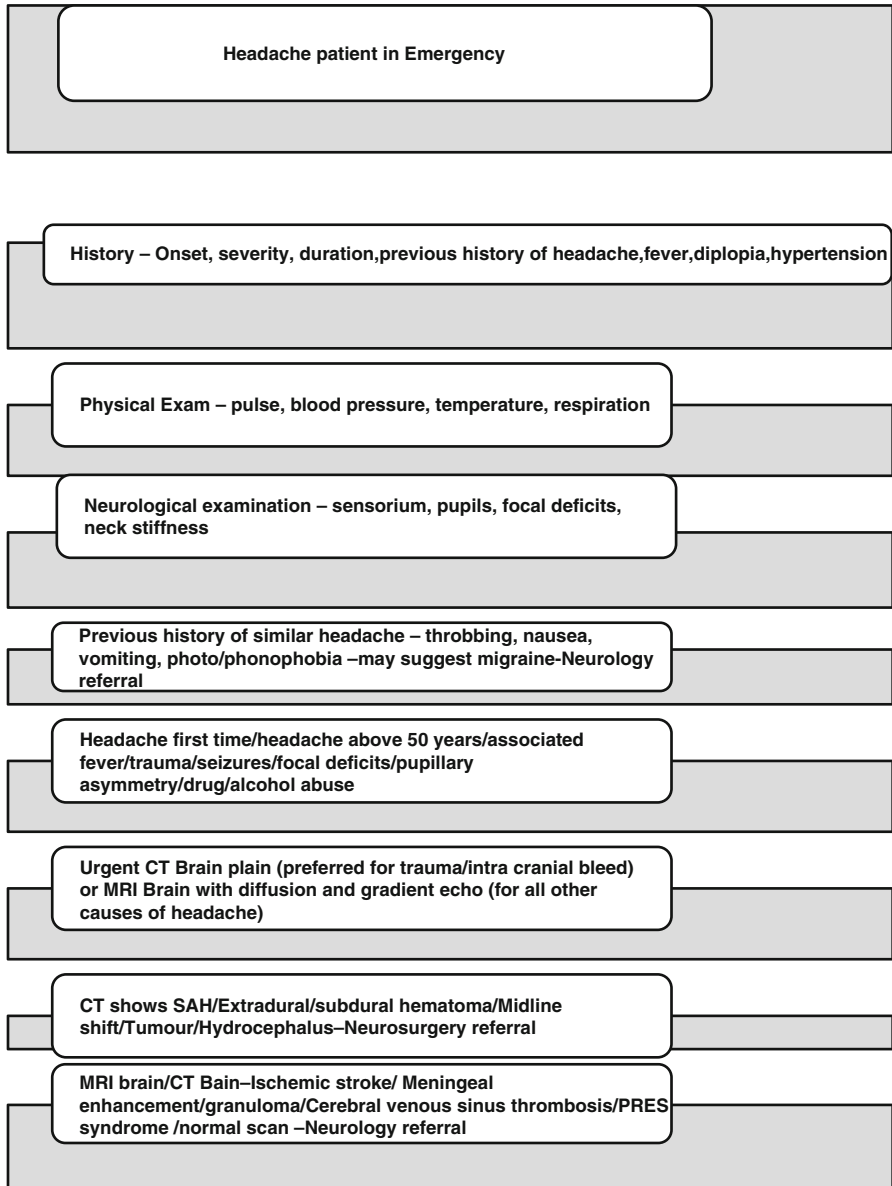 Headache patient in Emergency
History – Onset, severity, duration,previous history of headache,fever,diplopia,hypertension
Physical Exam – pulse, blood pressure, temperature, respiration
Neurological examination – sensorium, pupils, focal deficits,
neck stiffness
Previous history of similar headache – throbbing, nausea,
vomiting, photo/phonophobia –may suggest migraine-Neurology
referral
Headache first time/headache above 50 years/associated
fever/trauma/seizures/focal deficits/pupillary
asymmetry/drug/alcohol abuse
Urgent CT Brain plain (preferred for trauma/intra cranial bleed)
or MRI Brain with diffusion and gradient echo (for all other
causes of headache)
CT shows SAH/Extradural/subdural hematoma/Midline
shift/Tumour/Hydrocephalus–Neurosurgery referral
MRI brain/CT Bain–Ischemic stroke/ Meningeal
enhancement/granuloma/Cerebral venous sinus thrombosis/PRES
syndrome /normal scan –Neurology referral